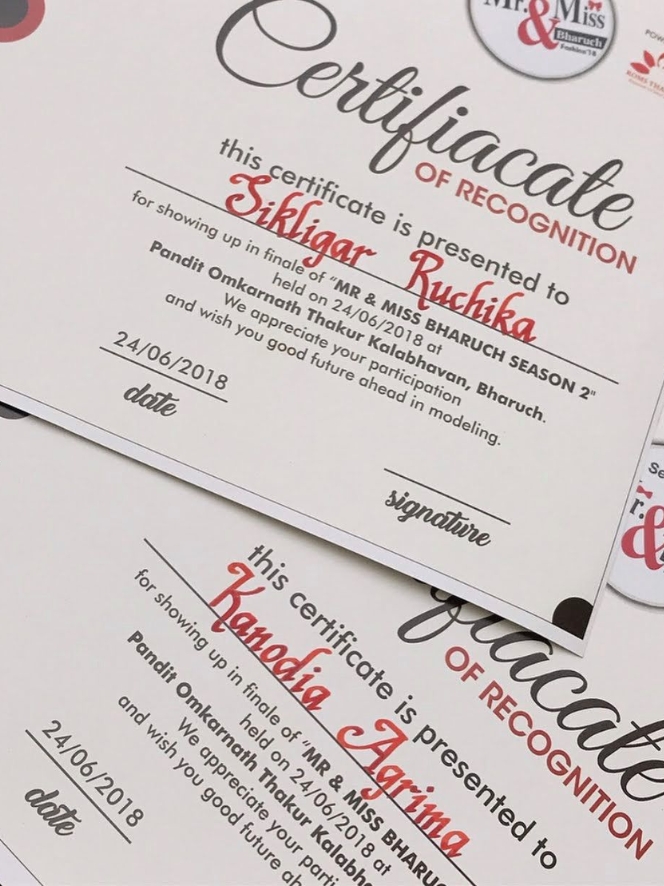 Mr. & Miss
Bharuch
Certifiacate
OF RECOGNITION
this certificate is presented to
Sikligar Ruchika
for showing up in finale of "MR & MISS BHARUCH SEASON 2"
held on 24/06/2018 at
Pandit Omkarnath Thakur Kalabhavan, Bharuch.
We appreciate your participation
and wish you good future ahead in modeling.
24/06/2018
date
signature
OF RECOGNITION
this certificate is presented to
Kanodia Agrima
for showing up in finale of "MR & MISS BHARU
held on 24/06/2018 at
Pandit Omkarnath Thakur Kalabh
We appreciate your parti
and wish you good future ah
24/06/2018
date